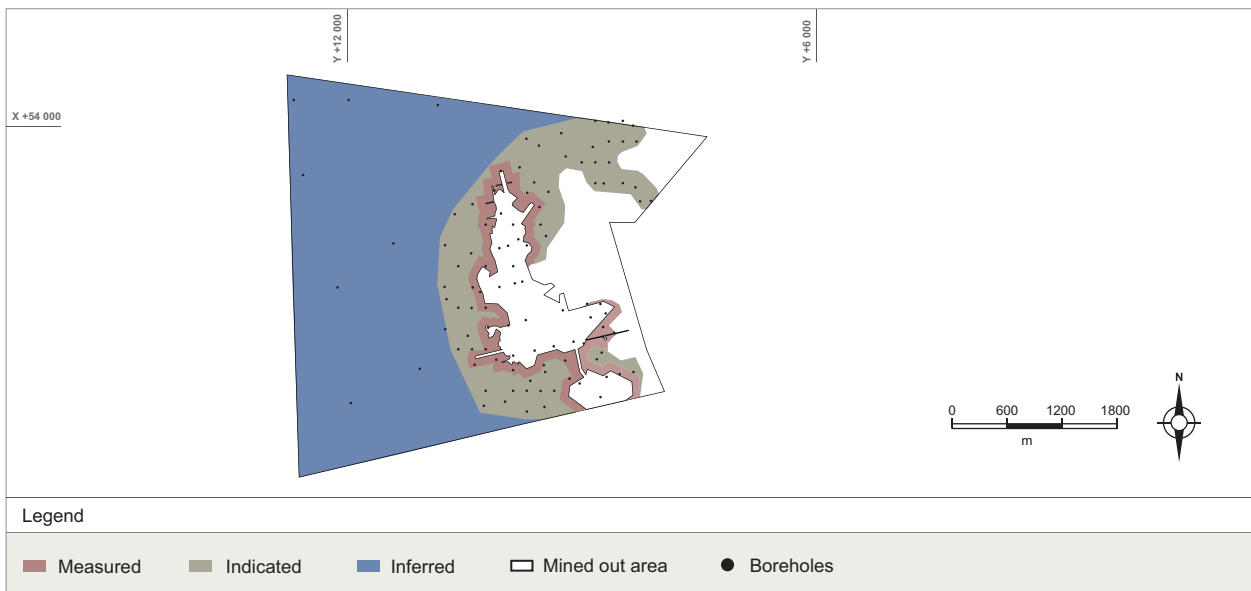 Y +12 000
Y +6 000
X +54 000
N
0 600 1200 1800
m
Legend
Measured
Indicated
Inferred
Mined out area
Boreholes